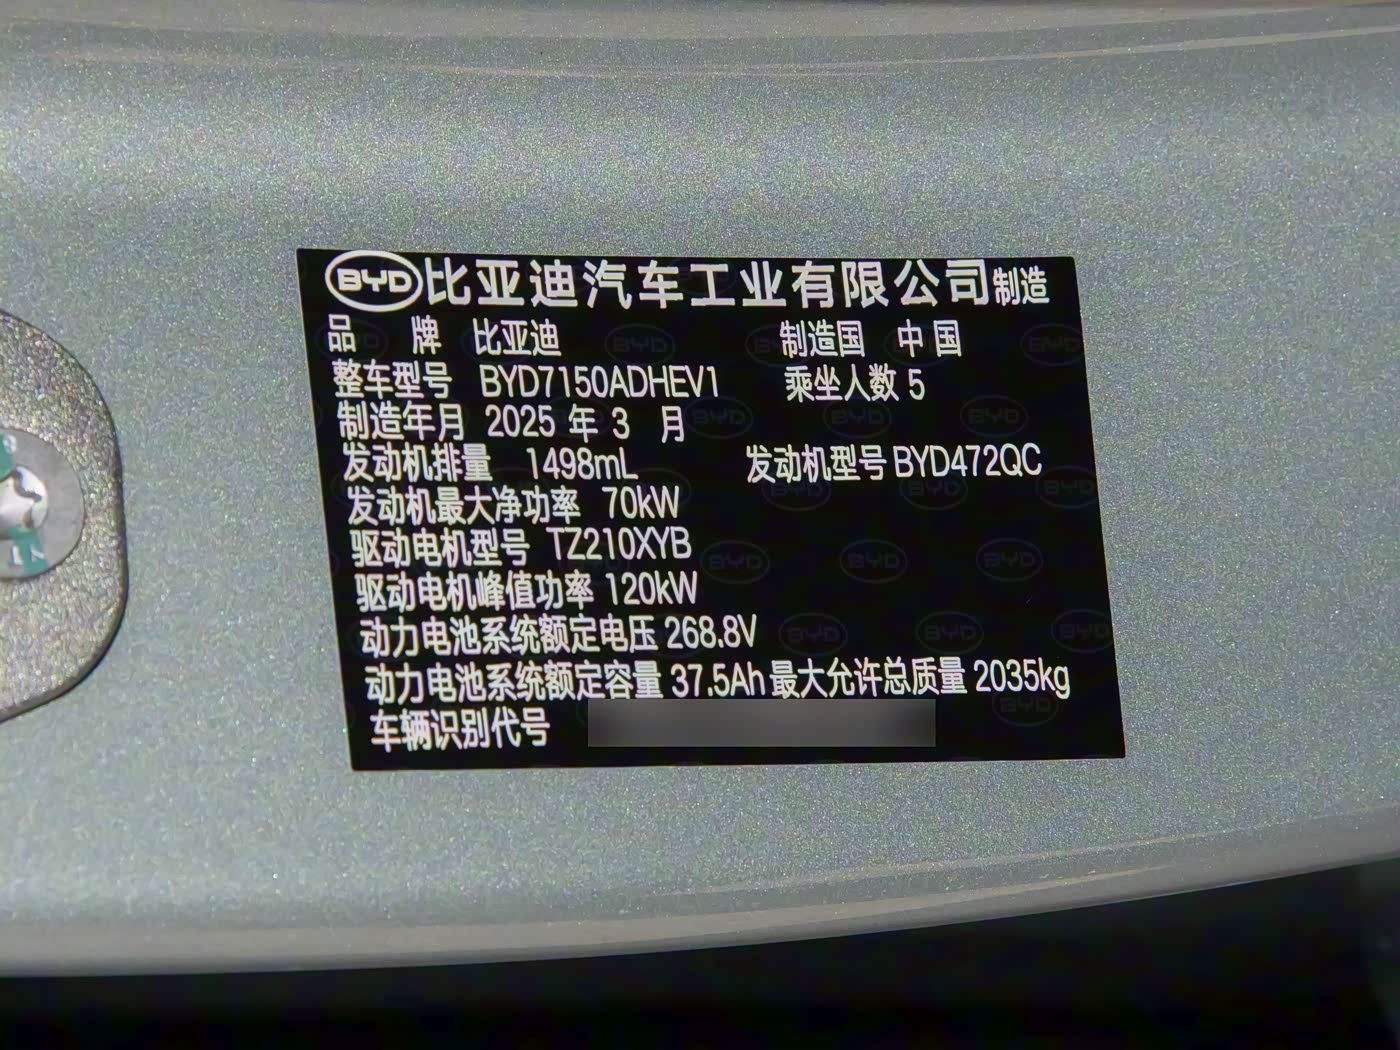 BYD 比亚迪汽车工业有限公司制造
品 牌 比亚迪 制造国 中国
整车型号 BYD7150ADHEV1 乘坐人数 5
制造年月 2025 年 3 月
发动机排量 1498mL 发动机型号 BYD472QC
发动机最大净功率 70kW
驱动电机型号 TZ210XYB
驱动电机峰值功率 120kW
动力电池系统额定电压 268.8V
动力电池系统额定容量 37.5Ah 最大允许总质量 2035kg
车辆识别代号